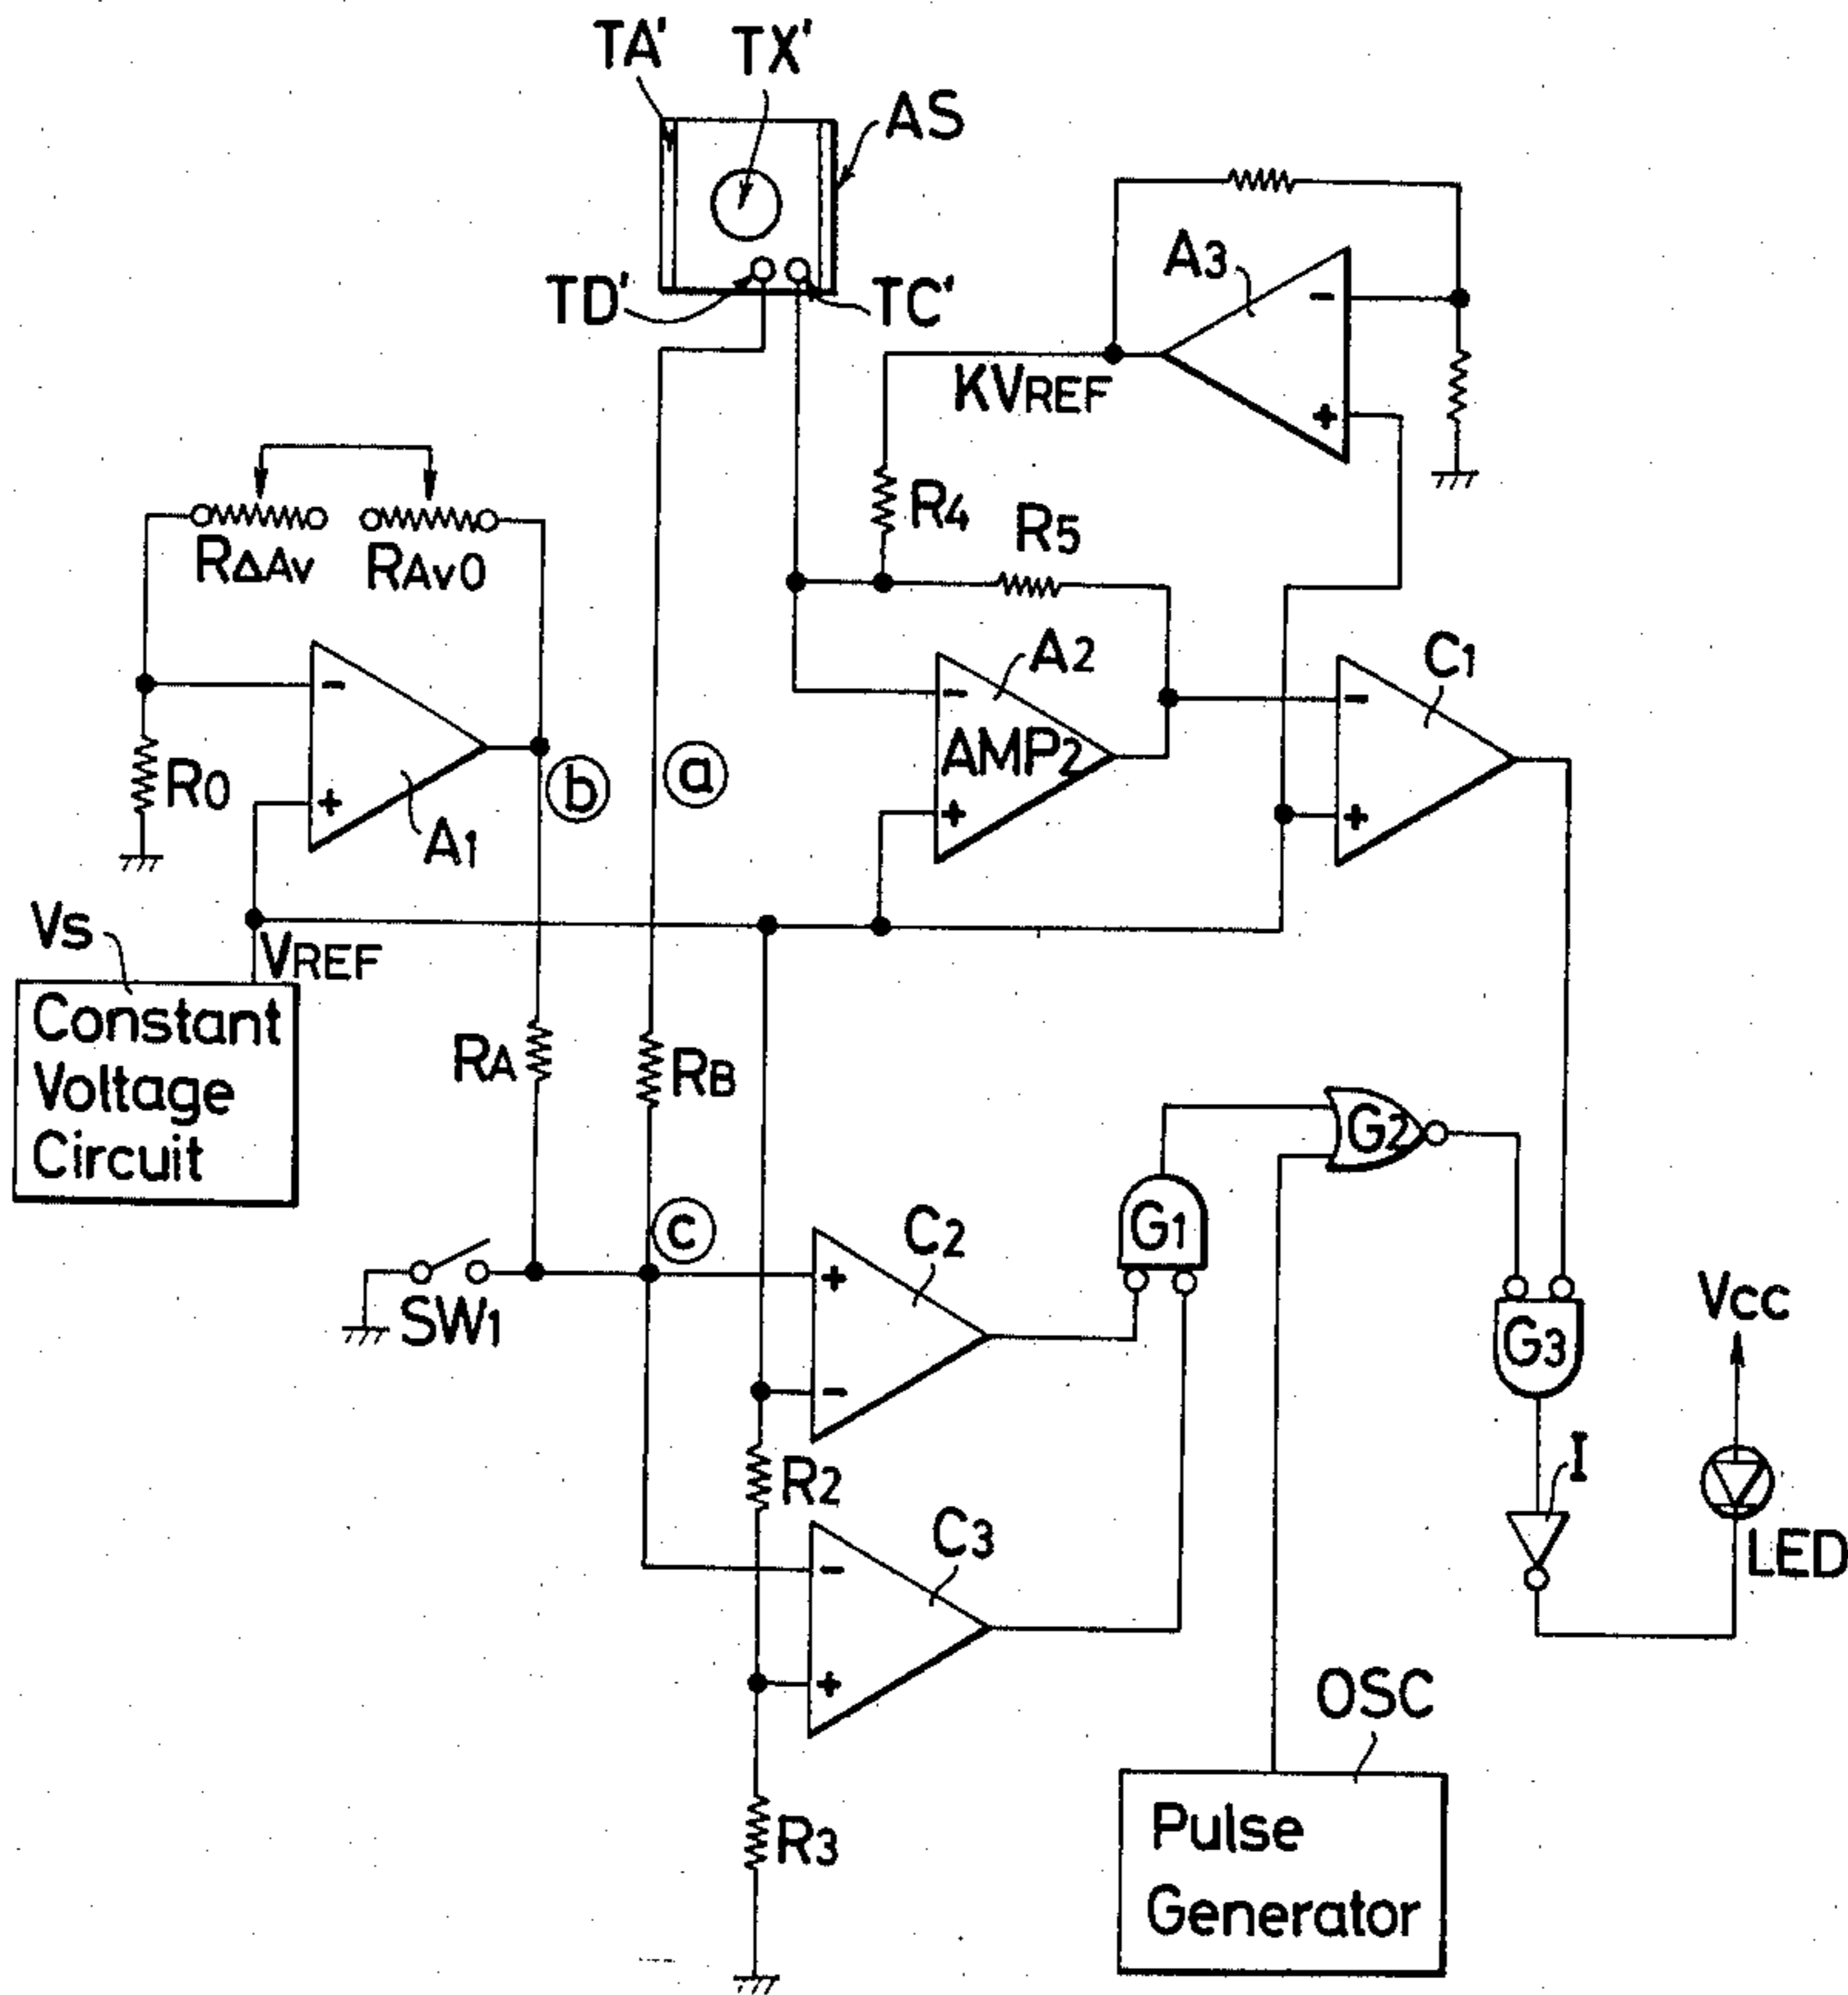 TA' TX'
AS
A3
TD' TC'
KVREF
R4 R5
RΔAv RAv0
A2 C1
AMP2
- + - + - + - +
R0 b a
A1
Vs
VREF
Constant
Voltage
Circuit
RA RB
G2
c C2 G1
SW1
+ -
Vcc
G3
I
R2
C3
LED
- +
OSC
R3
Pulse
Generator